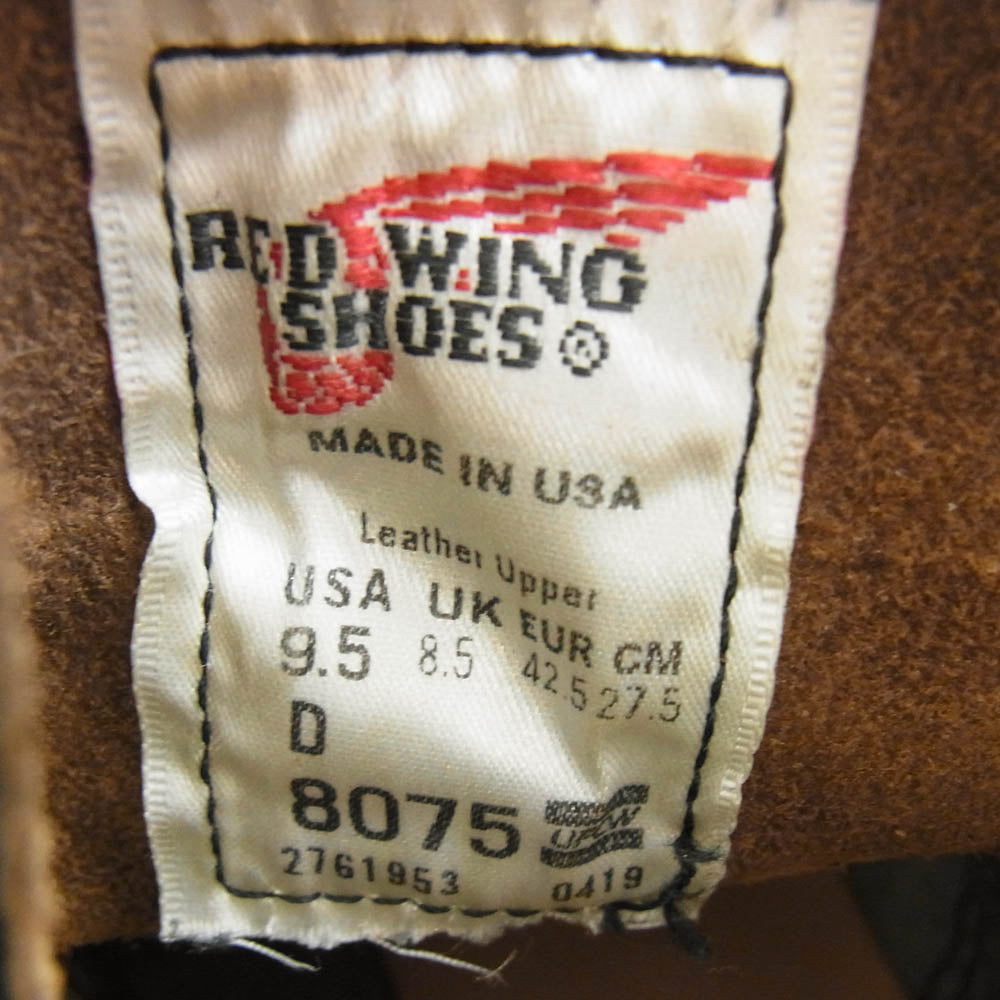 RED WING
SHOES ®
MADE IN USA
Leather Upper
USA UK EUR CM
9.5 8.5 42.5 27.5
D
8075 UFCW
2761953 0419